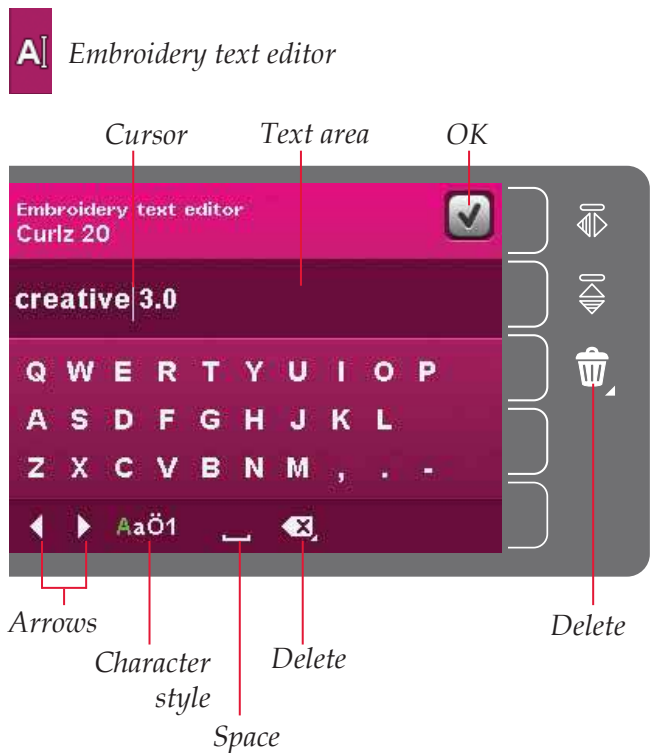 A
Embroidery text editor
Cursor Text area OK
Embroidery text editor
Curlz 20
creative 3.0
Q W E R T Y U I O P
A S D F G H J K L
Z X C V B N M , . -
AaÖ1
Arrows
Delete
Character
style
Delete
Space